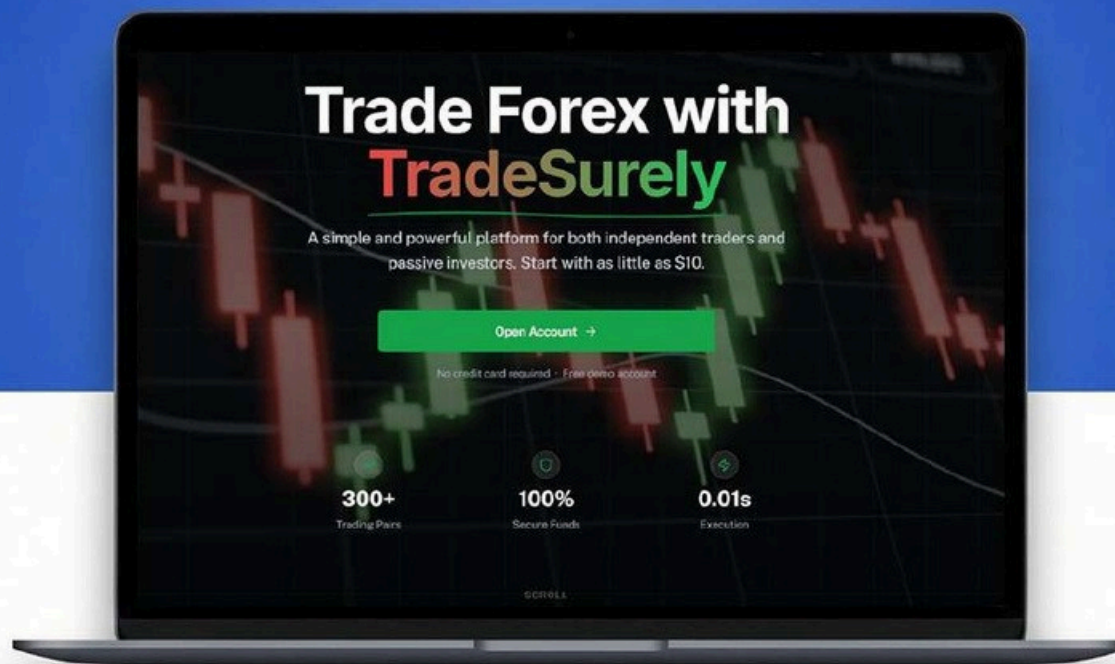 Trade Forex with
TradeSurely
A simple and powerful platform for both independent traders and
passive investors. Start with as little as $10.
Open Account →
No credit card required · Free demo account
300+
100%
0.01s
Trading Pairs
Secure Funds
Execution
SCROLL